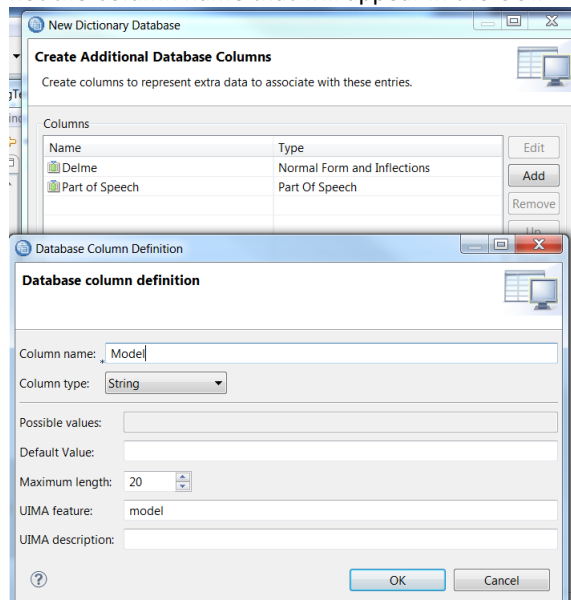 New Dictionary Database
Create Additional Database Columns
Create columns to represent extra data to associate with these entries.
Columns
Name Type
Delme Normal Form and Inflections
Part of Speech Part Of Speech
Edit
Add
Remove
Up
Database Column Definition
Database column definition
Column name: * Model
Column type: String
Possible values:
Default Value:
Maximum length: 20
UIMA feature: model
UIMA description:
OK Cancel